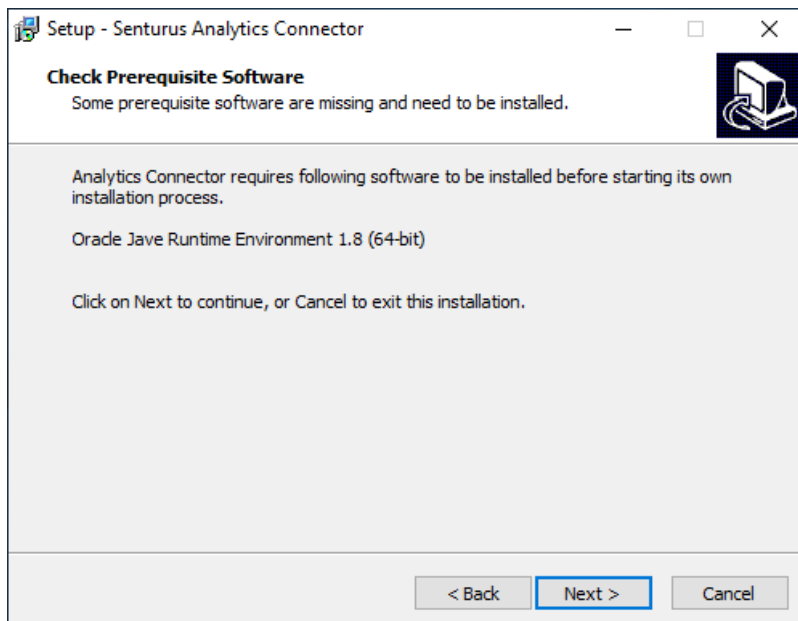 Setup - Senturus Analytics Connector
Check Prerequisite Software
Some prerequisite software are missing and need to be installed.
Analytics Connector requires following software to be installed before starting its own
installation process.
Oracle Jave Runtime Environment 1.8 (64-bit)
Click on Next to continue, or Cancel to exit this installation.
< Back
Next >
Cancel